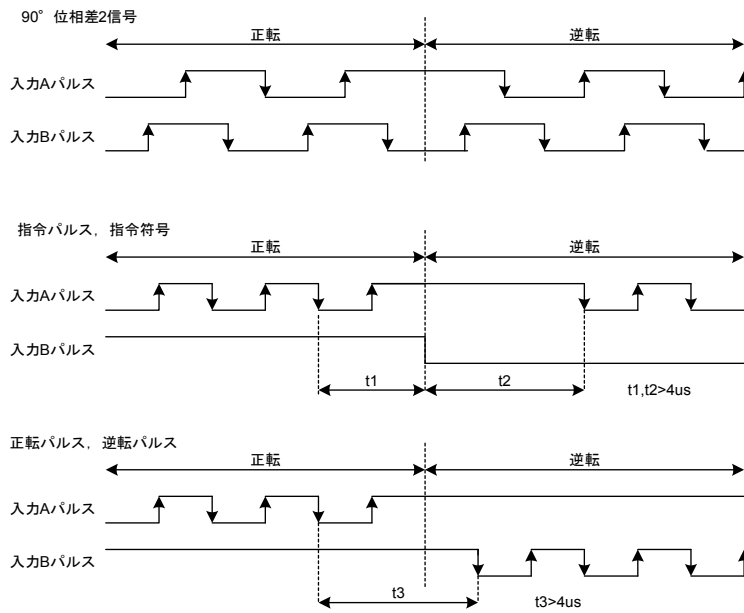 90°位相差2信号
正転 逆転
入力Aパルス
入力Bパルス
指令パルス，指令符号
正転 逆転
入力Aパルス
入力Bパルス
t1 t2 t1,t2>4us
正転パルス，逆転パルス
正転 逆転
入力Aパルス
入力Bパルス
t3 t3>4us